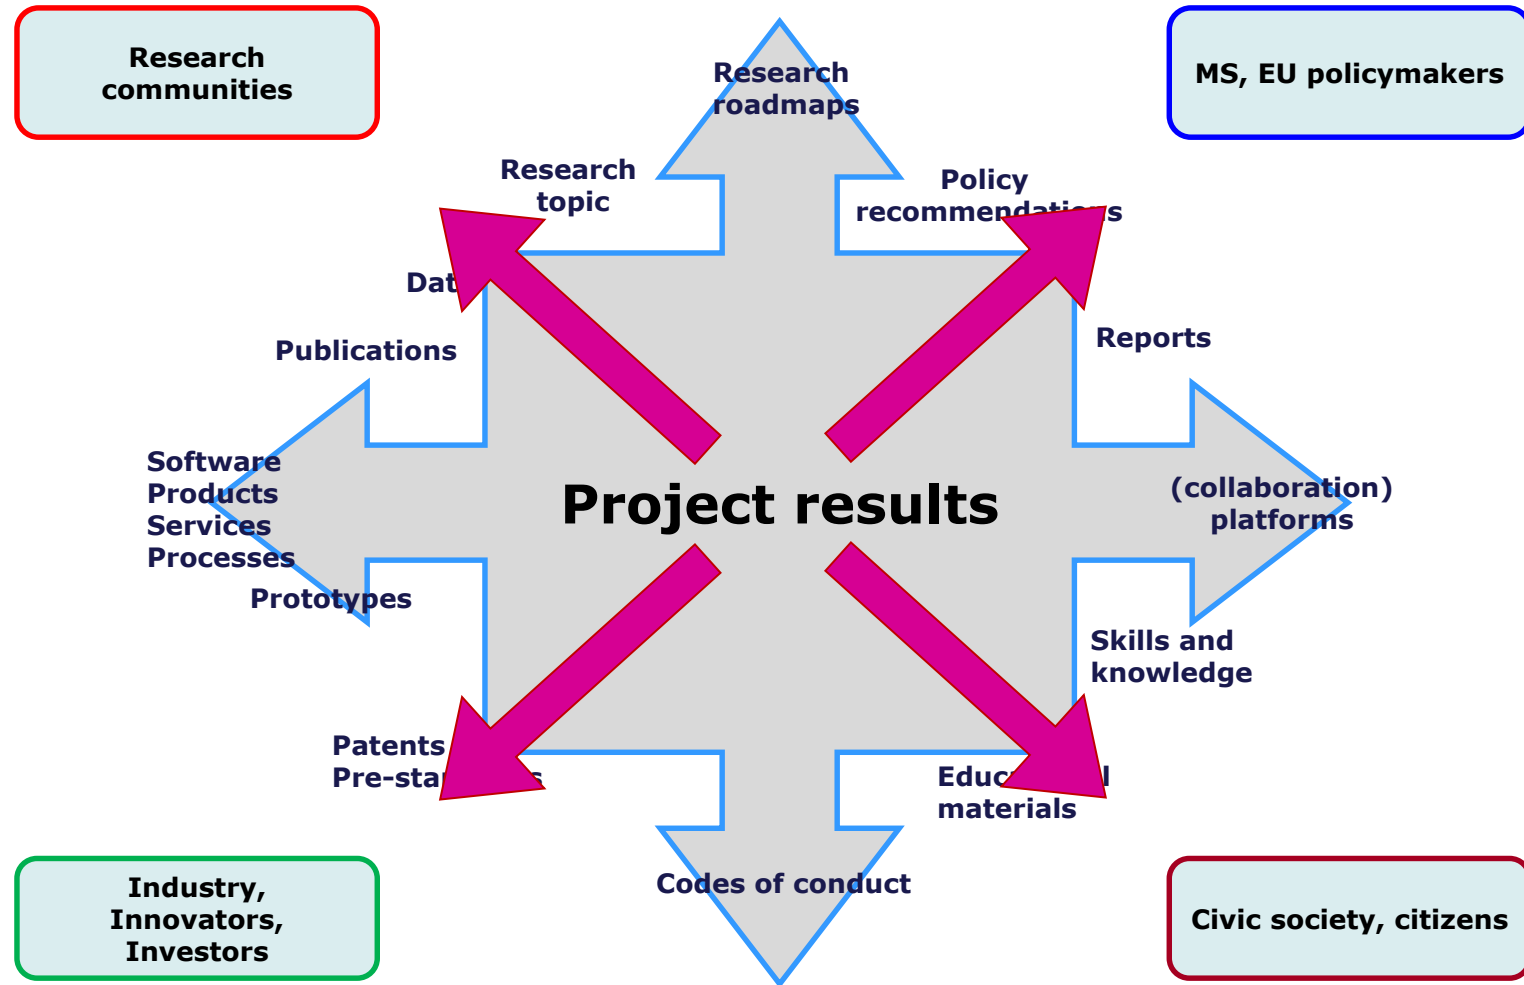 Research
communities
MS, EU policymakers
Research
roadmaps
Research
topic
Policy
recommendations
Publications
Reports
Software
Products
Services
Processes
Prototypes
(collaboration)
platforms
Project results
Skills and
knowledge
Patents
materials
Codes of conduct
Industry,
Innovators,
Investors
Civic society, citizens